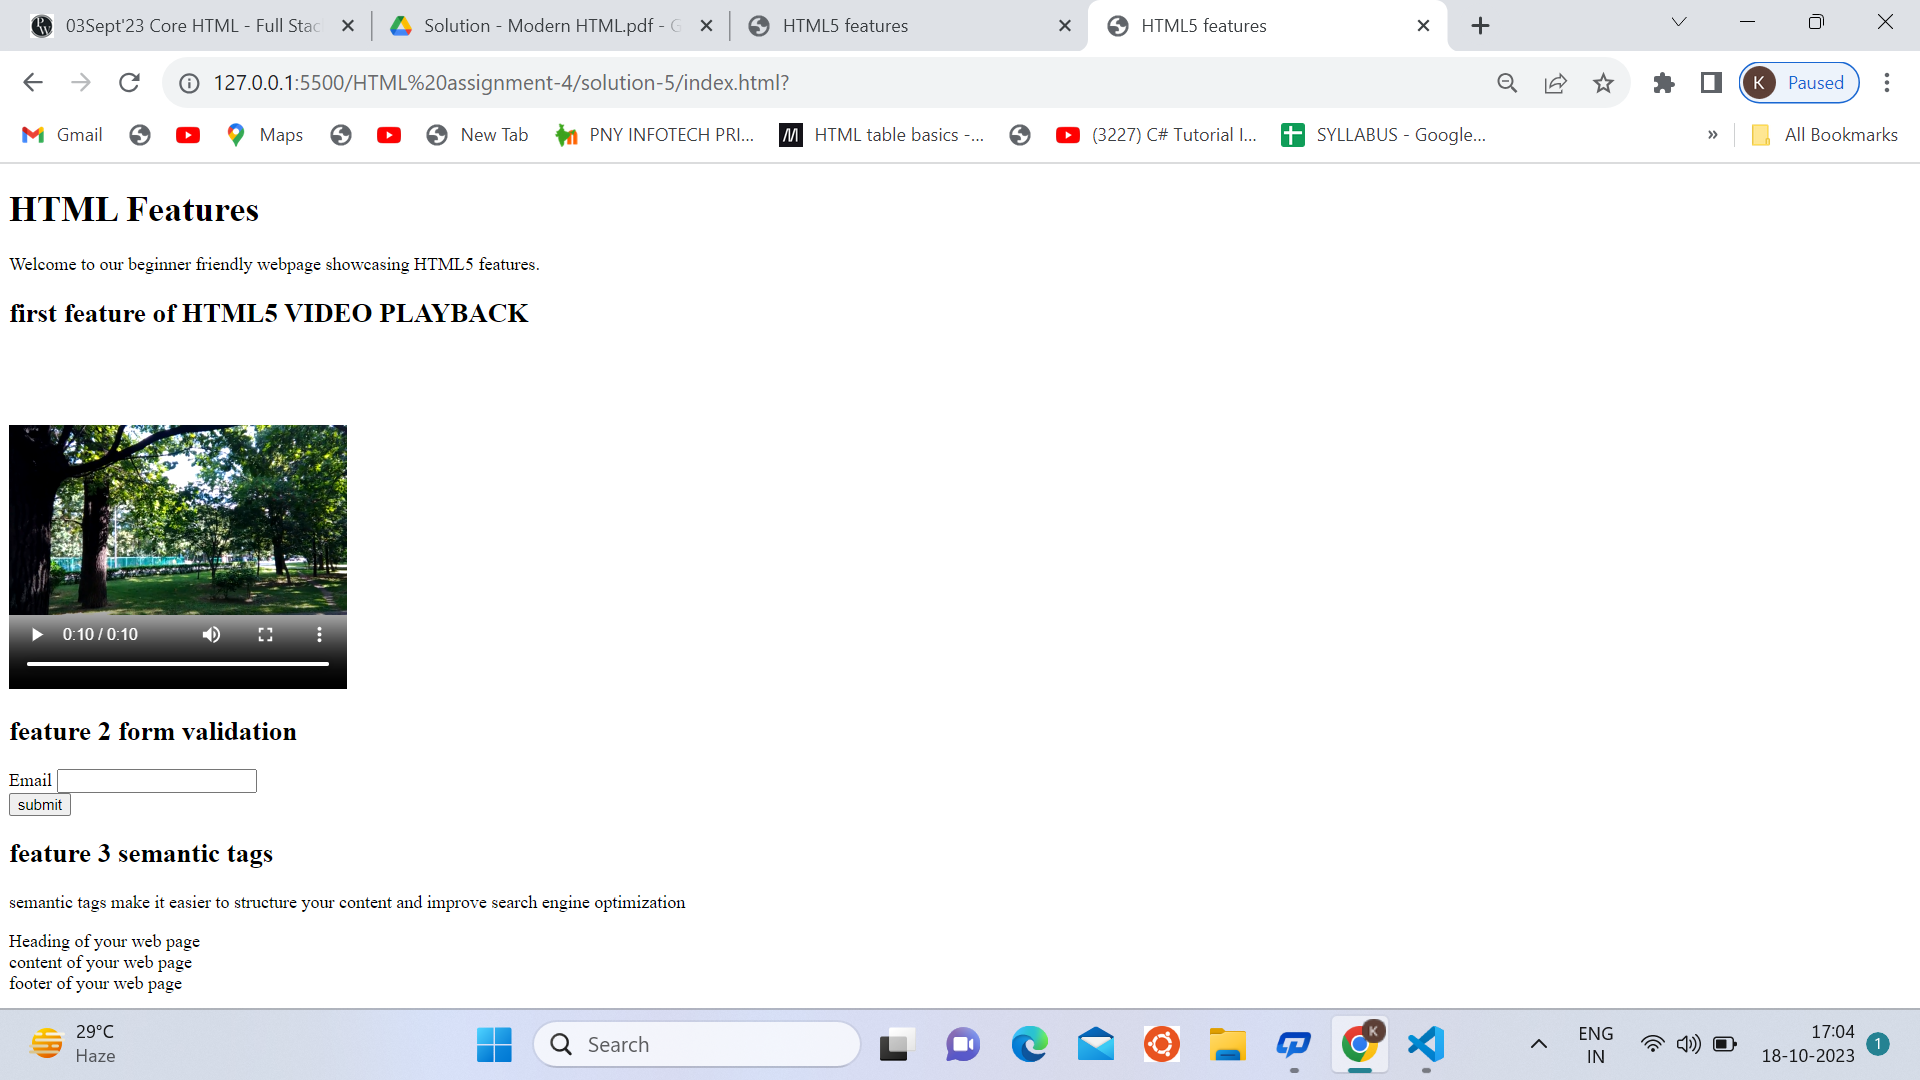 03Sept'23 Core HTML - Full Stac
Solution - Modern HTML.pdf - G
HTML5 features
HTML5 features
127.0.0.1:5500/HTML%20assignment-4/solution-5/index.html?
K Paused
Gmail
Maps
New Tab
PNY INFOTECH PRI...
HTML table basics -...
(3227) C# Tutorial I...
SYLLABUS - Google...
» All Bookmarks
HTML Features
Welcome to our beginner friendly webpage showcasing HTML5 features.
first feature of HTML5 VIDEO PLAYBACK
0:10 / 0:10
feature 2 form validation
Email
submit
feature 3 semantic tags
semantic tags make it easier to structure your content and improve search engine optimization
Heading of your web page
content of your web page
footer of your web page
29°C
Haze
Search
K
ENG
IN
17:04
18-10-2023
1